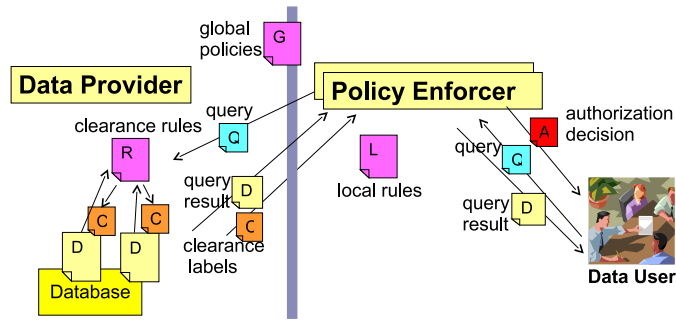 global
policies
G
Data Provider
Policy Enforcer
query
Q
clearance rules
R
authorization
decision
A
L
local rules
query
Q
query
result
D
C
clearance
labels
query
result
D
C
C
D
D
Database
Data User